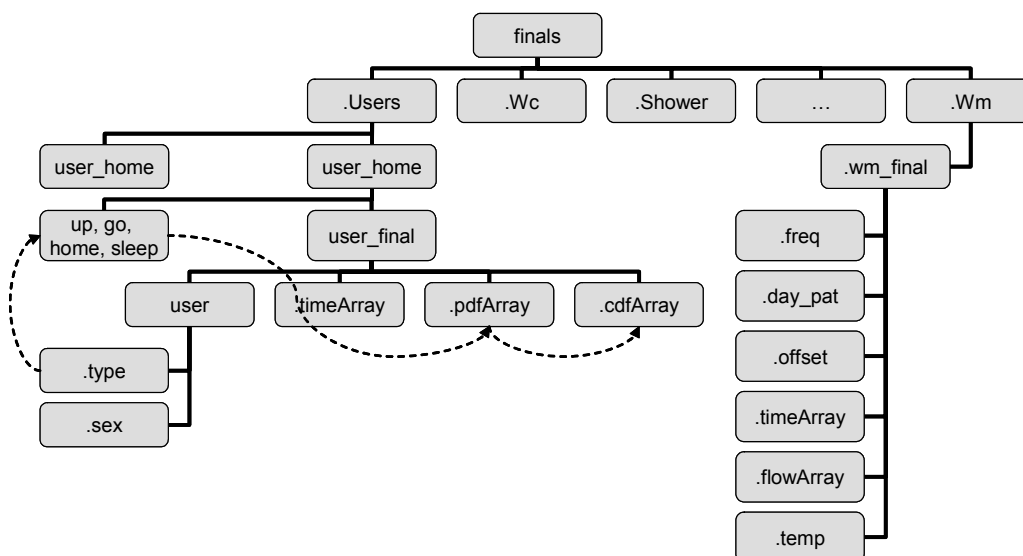 finals
.Users
.Wc
.Shower
...
.Wm
user_home
user_home
.wm_final
up, go,
home, sleep
user_final
.freq
user
.timeArray
.pdfArray
.cdfArray
.day_pat
.type
.offset
.sex
.timeArray
.flowArray
.temp